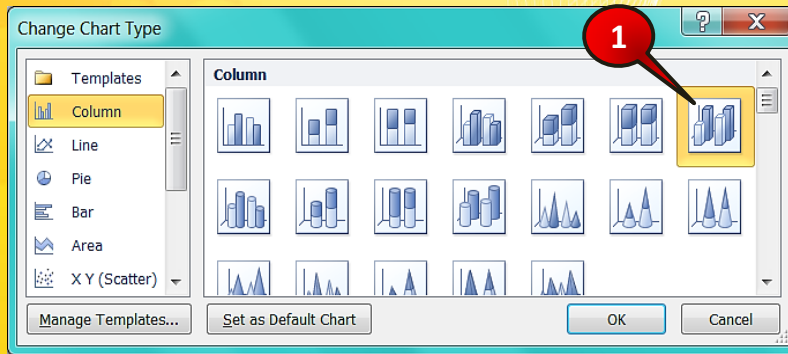 Change Chart Type
1
Templates
Column
Line
Pie
Bar
Area
X Y (Scatter)
Column
Manage Templates...
Set as Default Chart
OK
Cancel